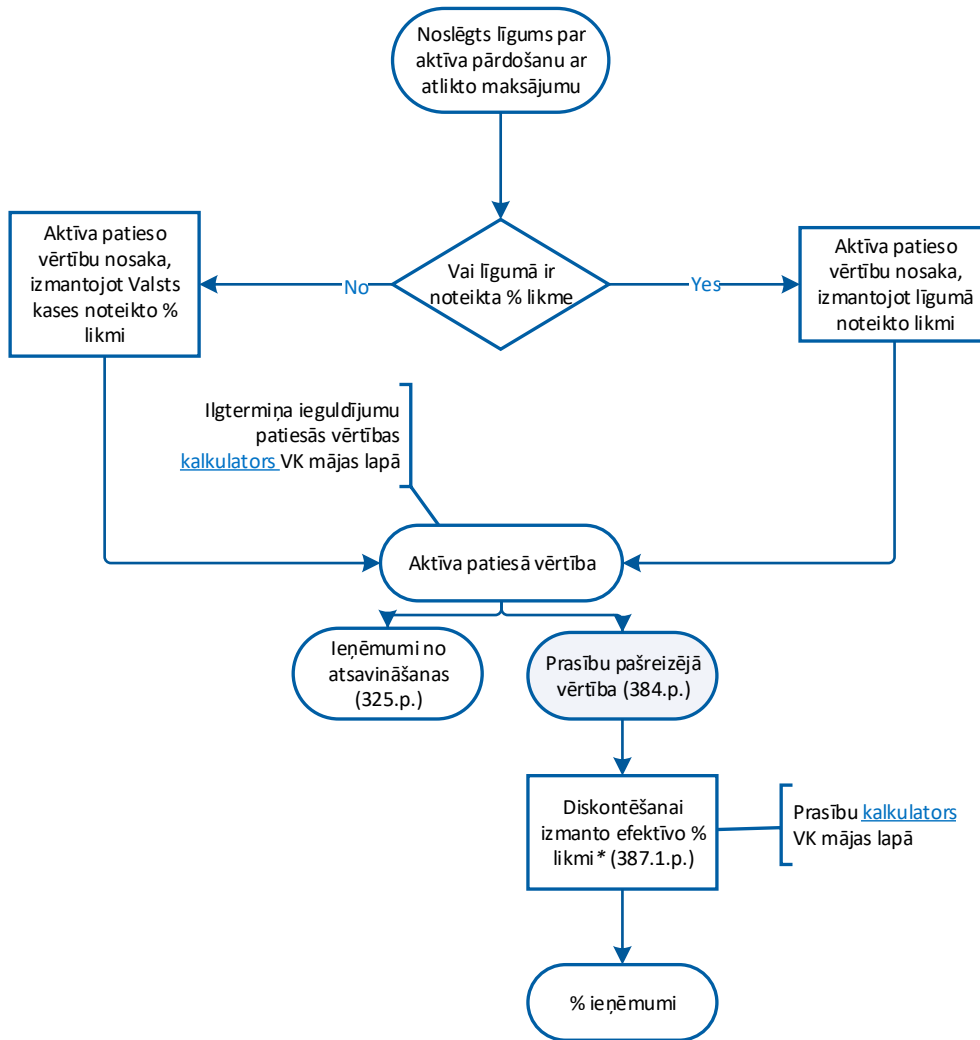 Noslēgts līgums par
aktīva pārdošanu ar
atlikto maksājumu
Aktīva patieso
vērtību nosaka,
izmantojot Valsts
kases noteikto %
likmi
No
Vai līgumā ir
noteikta % likme
Yes
Aktīva patieso
vērtību nosaka,
izmantojot līgumā
noteikto likmi
Ilgtermiņa ieguldījumu
patiesās vērtības
kalkulators VK mājas lapā
Aktīva patiesā vērtība
Ieņēmumi no
atsavināšanas
(325.p.)
Prasību pašreizējā
vērtība (384.p.)
Diskontēšanai
izmanto efektīvo %
likmi* (387.1.p.)
Prasību kalkulators
VK mājas lapā
% ieņēmumi